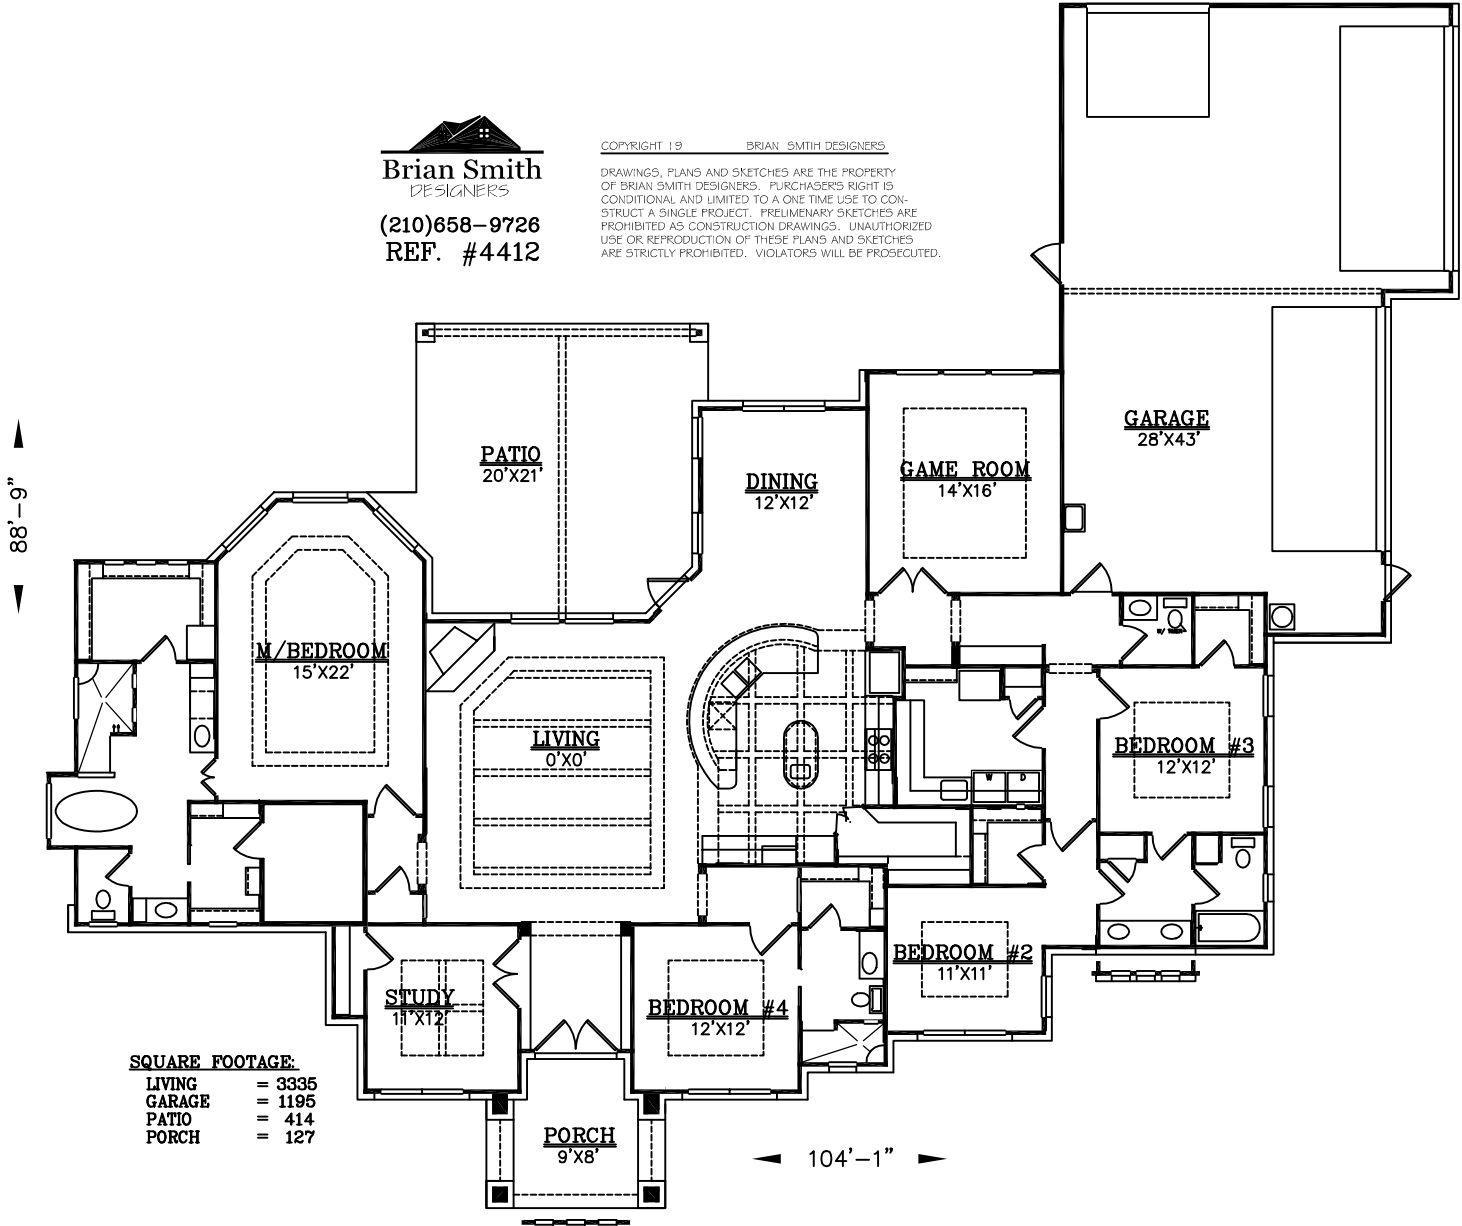 Brian Smith
DESIGNERS
(210)658-9726
REF. #4412
COPYRIGHT 19 BRIAN SMTIH DESIGNERS
DRAWINGS, PLANS AND SKETCHES ARE THE PROPERTY
OF BRIAN SMITH DESIGNERS. PURCHASER'S RIGHT IS
CONDITIONAL AND LIMITED TO A ONE TIME USE TO CON-
STRUCT A SINGLE PROJECT. PRELIMENARY SKETCHES ARE
PROHIBITED AS CONSTRUCTION DRAWINGS. UNAUTHORIZED
USE OR REPRODUCTION OF THESE PLANS AND SKETCHES
ARE STRICTLY PROHIBITED. VIOLATORS WILL BE PROSECUTED.
88'-9"
GARAGE
28'X43'
PATIO
20'X21'
DINING
12'X12'
GAME ROOM
14'X16'
M/BEDROOM
15'X22'
LIVING
0'X0'
BEDROOM #3
12'X12'
W D
BEDROOM #2
11'X11'
STUDY
11'X12'
BEDROOM #4
12'X12'
SQUARE FOOTAGE:
LIVING = 3335
GARAGE = 1195
PATIO = 414
PORCH = 127
PORCH
9'X8'
104'-1"